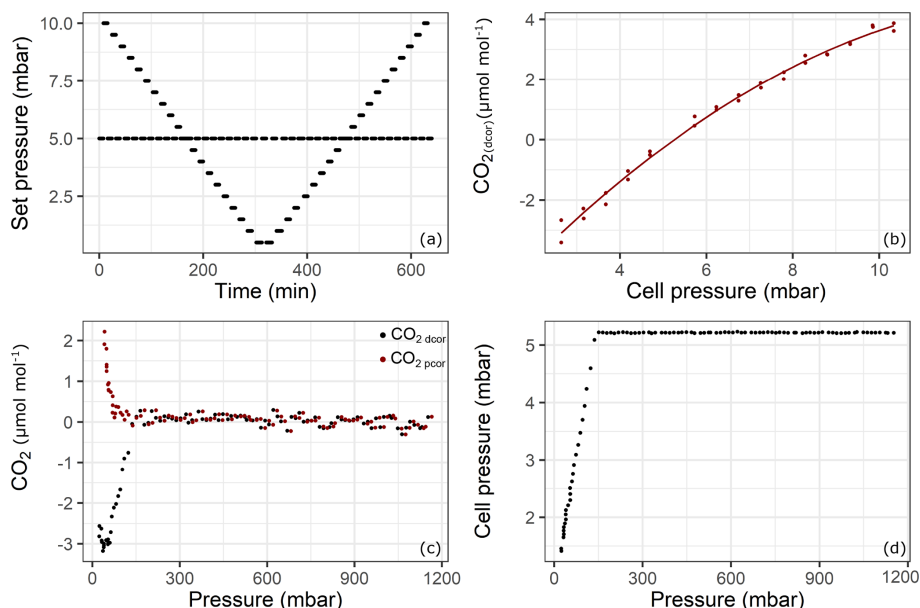 10.0
7.5
5.0
2.5
Set pressure (mbar)
(a)
0 200 400 600
Time (min)
4
2
0
-2
CO2(dcor) (μmol mol⁻¹)
(b)
4 6 8 10
Cell pressure (mbar)
2
1
0
-1
-2
-3
CO2 (μmol mol⁻¹)
CO2 dcor
CO2 pcor
(c)
0 300 600 900 1200
Pressure (mbar)
5
4
3
2
Cell pressure (mbar)
(d)
0 300 600 900 1200
Pressure (mbar)